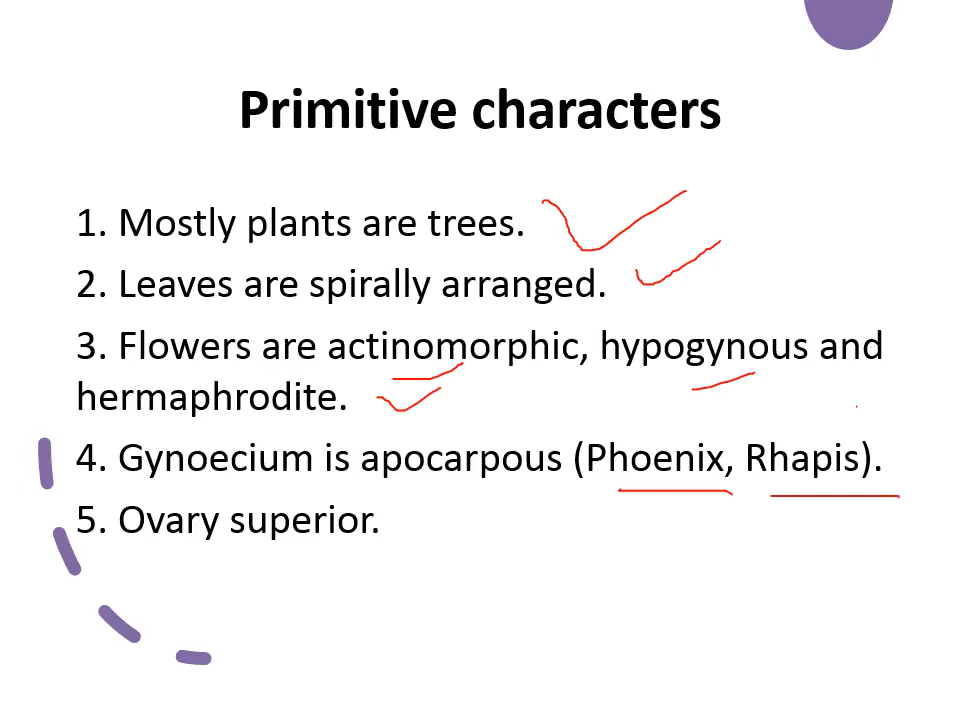 Primitive characters
1. Mostly plants are trees.
2. Leaves are spirally arranged.
3. Flowers are actinomorphic, hypogynous and
hermaphrodite.
4. Gynoecium is apocarpous (Phoenix, Rhapis).
5. Ovary superior.